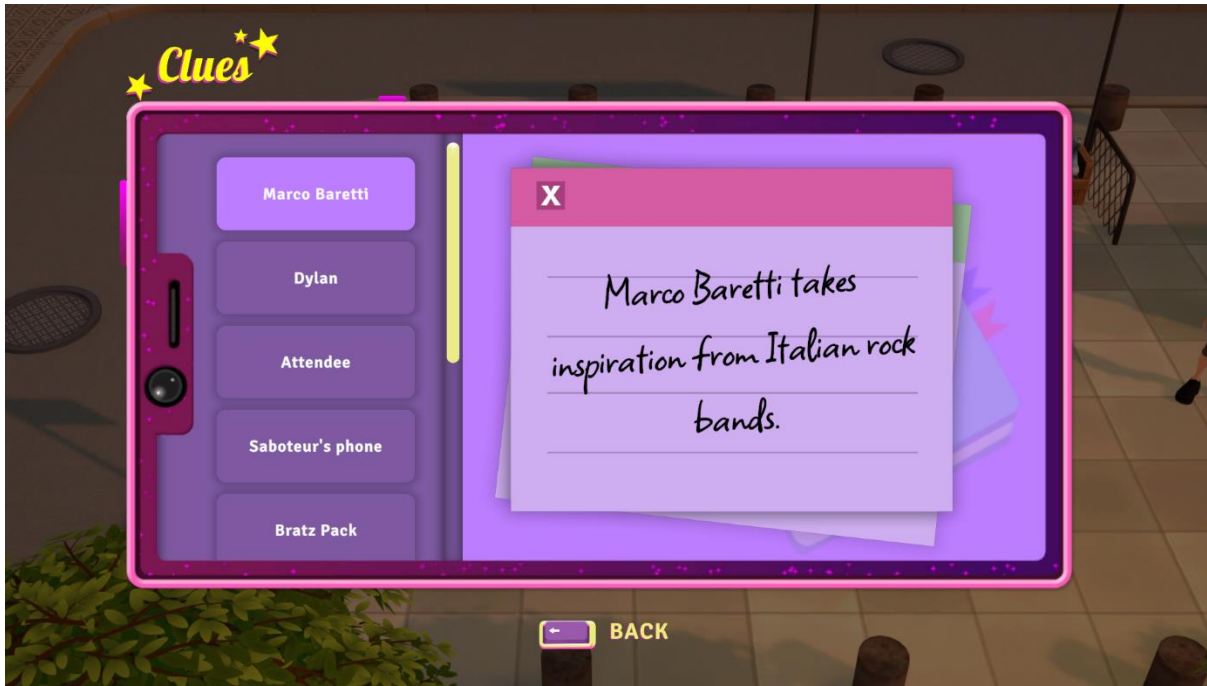 Clues
Marco Baretti
Dylan
Attendee
Saboteur's phone
Bratz Pack
X
Marco Baretti takes
inspiration from Italian rock
bands.
BACK